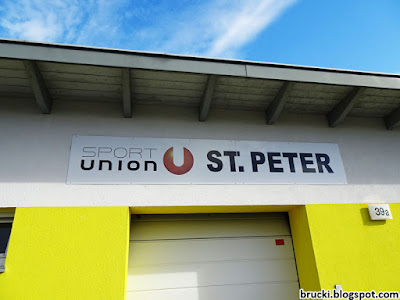 SPORT
union U ST. PETER
39a
brucki.blogspot.com